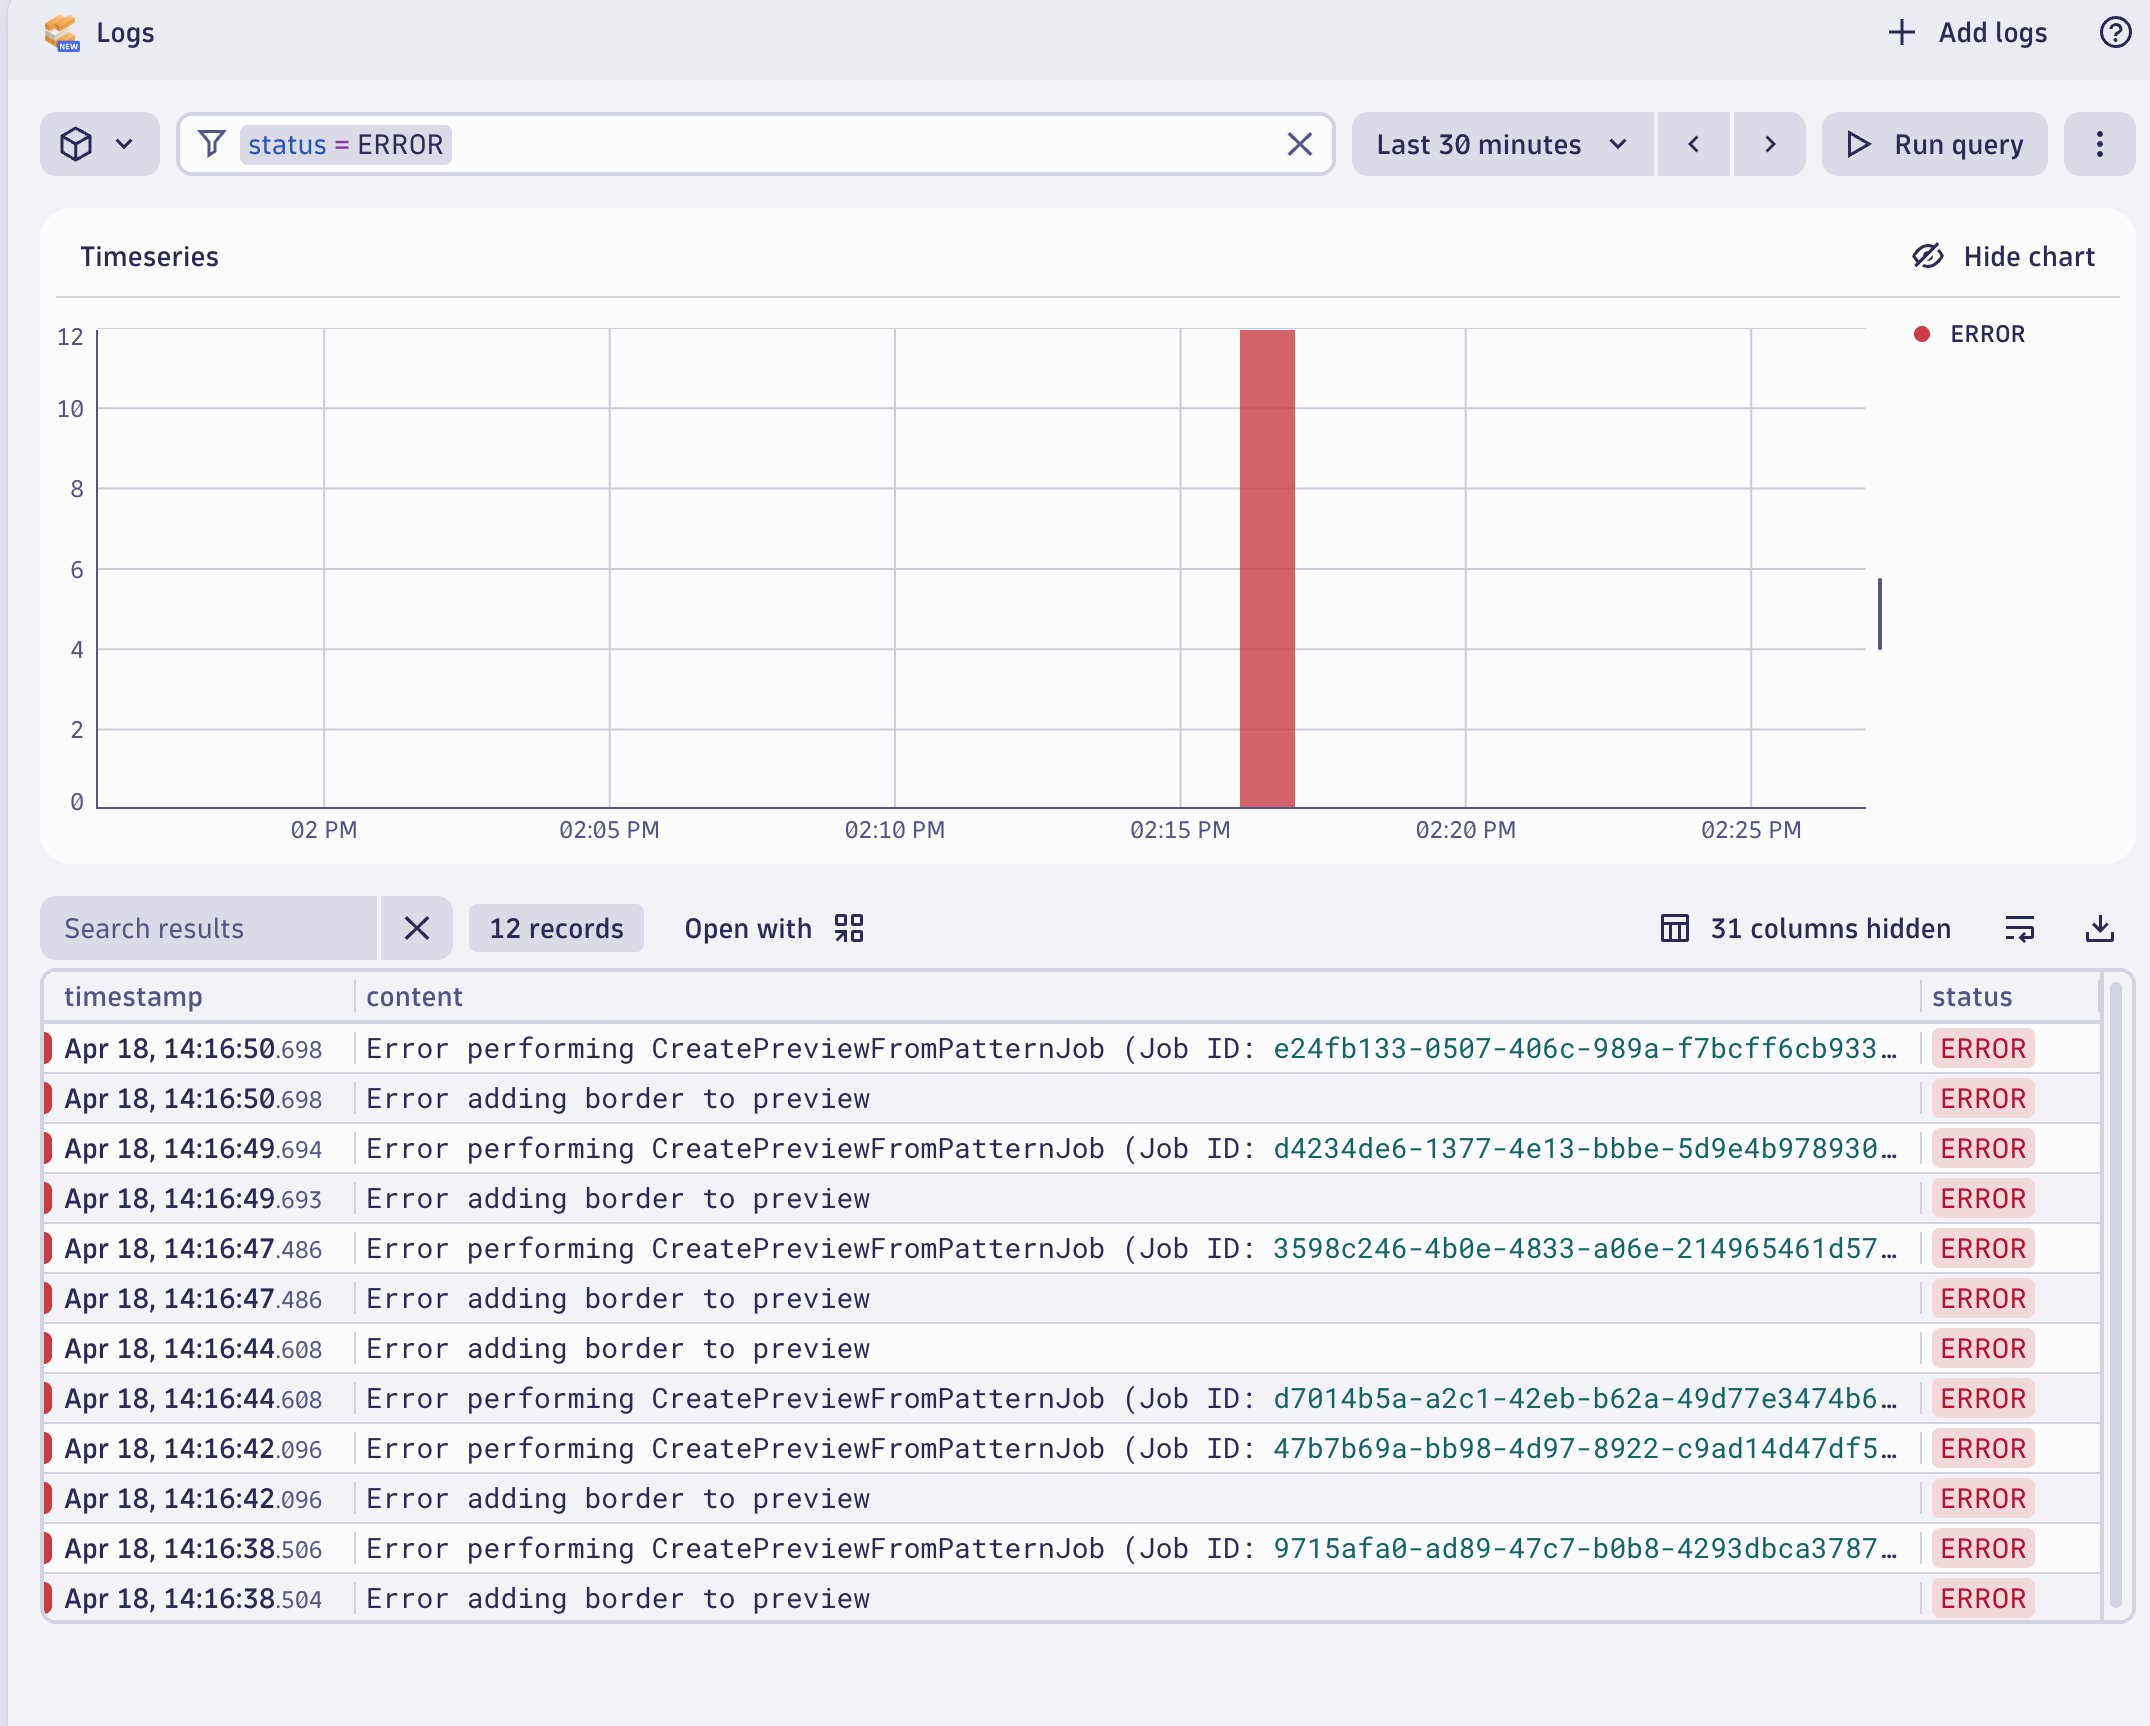 NEW
Logs
Add logs
status = ERROR
Last 30 minutes
Run query
Timeseries
Hide chart
12
10
8
6
4
2
0
02 PM
02:05 PM
02:10 PM
02:15 PM
02:20 PM
02:25 PM
ERROR
Search results
12 records
Open with
31 columns hidden
timestamp content status
Apr 18, 14:16:50.698 Error performing CreatePreviewFromPatternJob (Job ID: e24fb133-0507-406c-989a-f7bcff6cb933… ERROR
Apr 18, 14:16:50.698 Error adding border to preview ERROR
Apr 18, 14:16:49.694 Error performing CreatePreviewFromPatternJob (Job ID: d4234de6-1377-4e13-bbbe-5d9e4b978930… ERROR
Apr 18, 14:16:49.693 Error adding border to preview ERROR
Apr 18, 14:16:47.486 Error performing CreatePreviewFromPatternJob (Job ID: 3598c246-4b0e-4833-a06e-214965461d57… ERROR
Apr 18, 14:16:47.486 Error adding border to preview ERROR
Apr 18, 14:16:44.608 Error adding border to preview ERROR
Apr 18, 14:16:44.608 Error performing CreatePreviewFromPatternJob (Job ID: d7014b5a-a2c1-42eb-b62a-49d77e3474b6… ERROR
Apr 18, 14:16:42.096 Error performing CreatePreviewFromPatternJob (Job ID: 47b7b69a-bb98-4d97-8922-c9ad14d47df5… ERROR
Apr 18, 14:16:42.096 Error adding border to preview ERROR
Apr 18, 14:16:38.506 Error performing CreatePreviewFromPatternJob (Job ID: 9715afa0-ad89-47c7-b0b8-4293dbca3787… ERROR
Apr 18, 14:16:38.504 Error adding border to preview ERROR